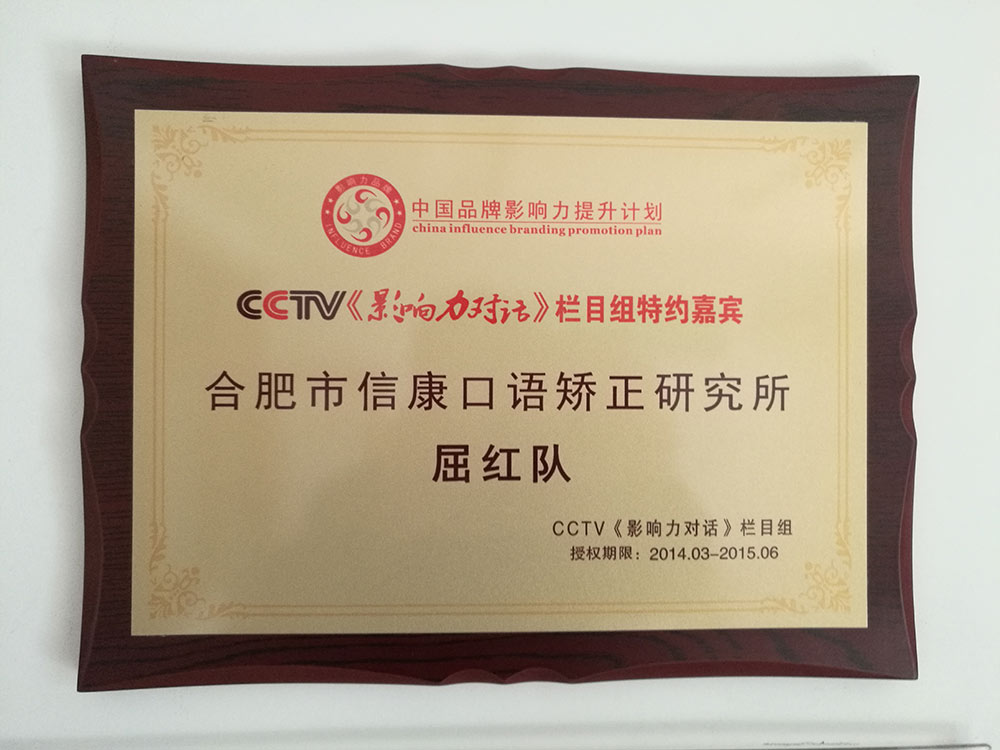 影响力品牌
INFLUENCE BRAND
中国品牌影响力提升计划
china influence branding promotion plan
CCTV《影响力对话》栏目组特约嘉宾
合肥市信康口语矫正研究所
屈红队
CCTV《影响力对话》栏目组
授权期限：2014.03-2015.06